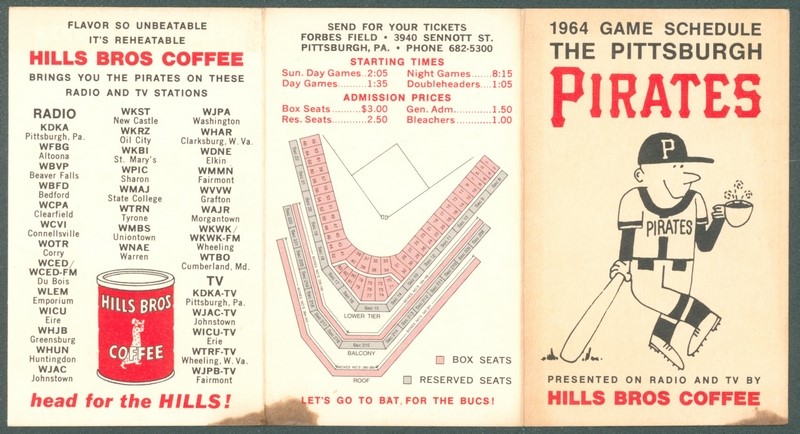 FLAVOR SO UNBEATABLE
IT'S REHEATABLE
HILLS BROS COFFEE
BRINGS YOU THE PIRATES ON THESE
RADIO AND TV STATIONS
RADIO
KDKA
Pittsburgh, Pa.
WFBG
Altoona
WBVP
Beaver Falls
WBFD
Bedford
WCPA
Clearfield
WCVI
Connellsville
WOTR
Corry
WCED/
WCED-FM
Du Bois
WLEM
Emporium
WICU
Eire
WHJB
Greensburg
WHUN
Huntingdon
WJAC
Johnstown
WKST
New Castle
WKRZ
Oil City
WKBI
St. Mary's
WPIC
Sharon
WMAJ
State College
WTRN
Tyrone
WMBS
Uniontown
WNAE
Warren
WJPA
Washington
WHAR
Clarksburg, W. Va.
WDNE
Elkin
WMMN
Fairmont
WVVW
Grafton
WAJR
Morgantown
WKWK/
WKWK-FM
Wheeling
WTBO
Cumberland, Md.
TV
KDKA-TV
Pittsburgh, Pa.
WJAC-TV
Johnstown
WICU-TV
Erie
WTRF-TV
Wheeling, W. Va.
WJPB-TV
Fairmont
HILLS BROS
COFFEE
head for the HILLS!
SEND FOR YOUR TICKETS
FORBES FIELD • 3940 SENNOTT ST.
PITTSBURGH, PA. • PHONE 682-5300
STARTING TIMES
Sun. Day Games..2:05 Night Games......8:15
Day Games.........1:35 Doubleheaders....1:05
ADMISSION PRICES
Box Seats........$3.00 Gen. Adm..........1.50
Res. Seats..........2.50 Bleachers............1.00
LOWER TIER
BALCONY
ROOF
BOX SEATS
RESERVED SEATS
LET'S GO TO BAT, FOR THE BUCS!
1964 GAME SCHEDULE
THE PITTSBURGH
PIRATES
P
PIRATES
PRESENTED ON RADIO AND TV BY
HILLS BROS COFFEE